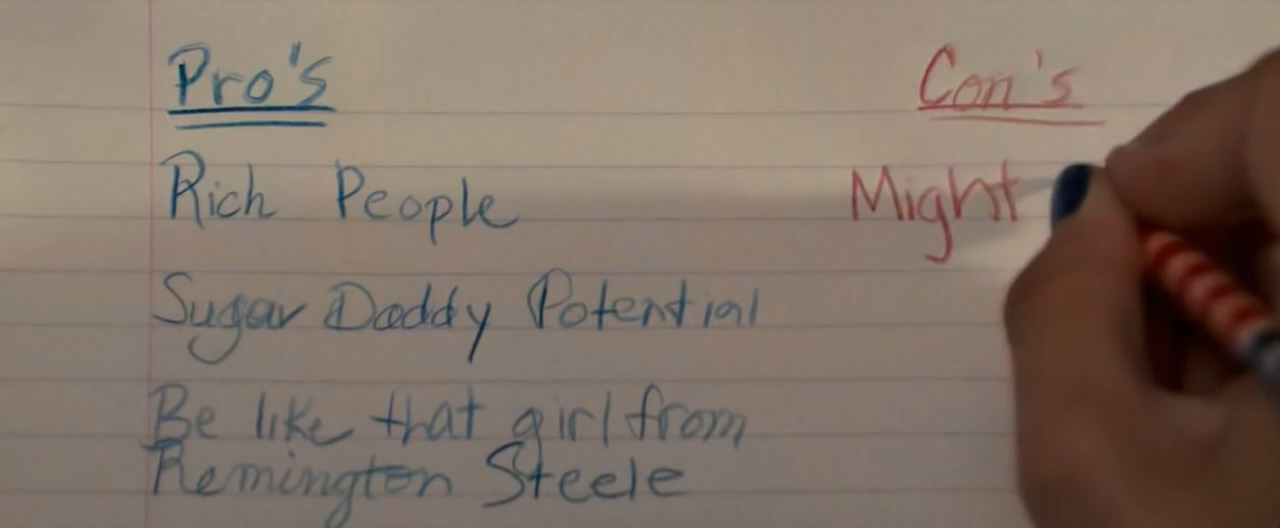 Pro's
Con's
Rich People
Might
Sugar Daddy Potential
Be like that girl from
Remington Steele